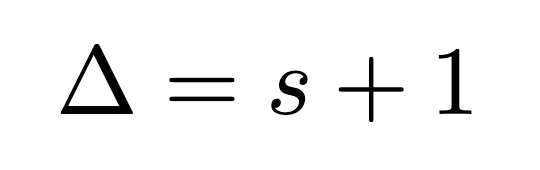 Δ = s + 1